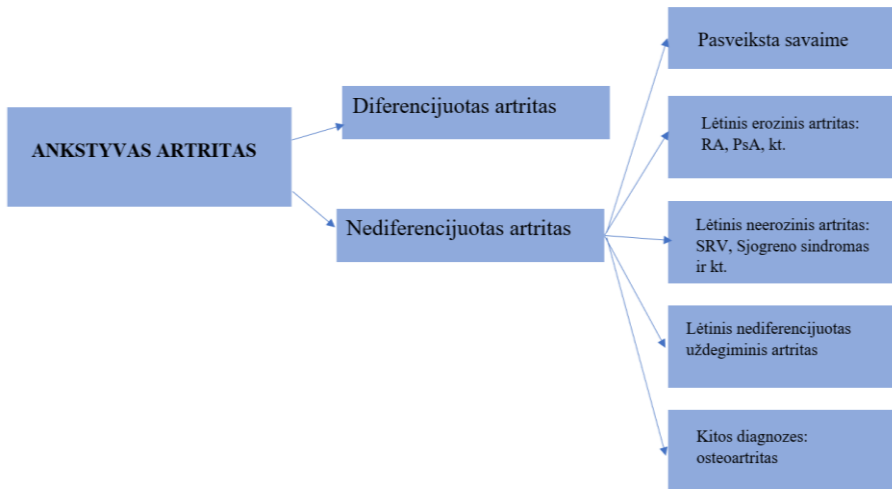 ANKSTYVAS ARTRITAS
Diferencijuotas artritas
Nediferencijuotas artritas
Pasveiksta savaime
Lėtinis erozinis artritas:
RA, PsA, kt.
Lėtinis neerozinis artritas:
SRV, Sjogreno sindromas
ir kt.
Lėtinis nediferencijuotas
uždegiminis artritas
Kitos diagnozes:
osteoartritas